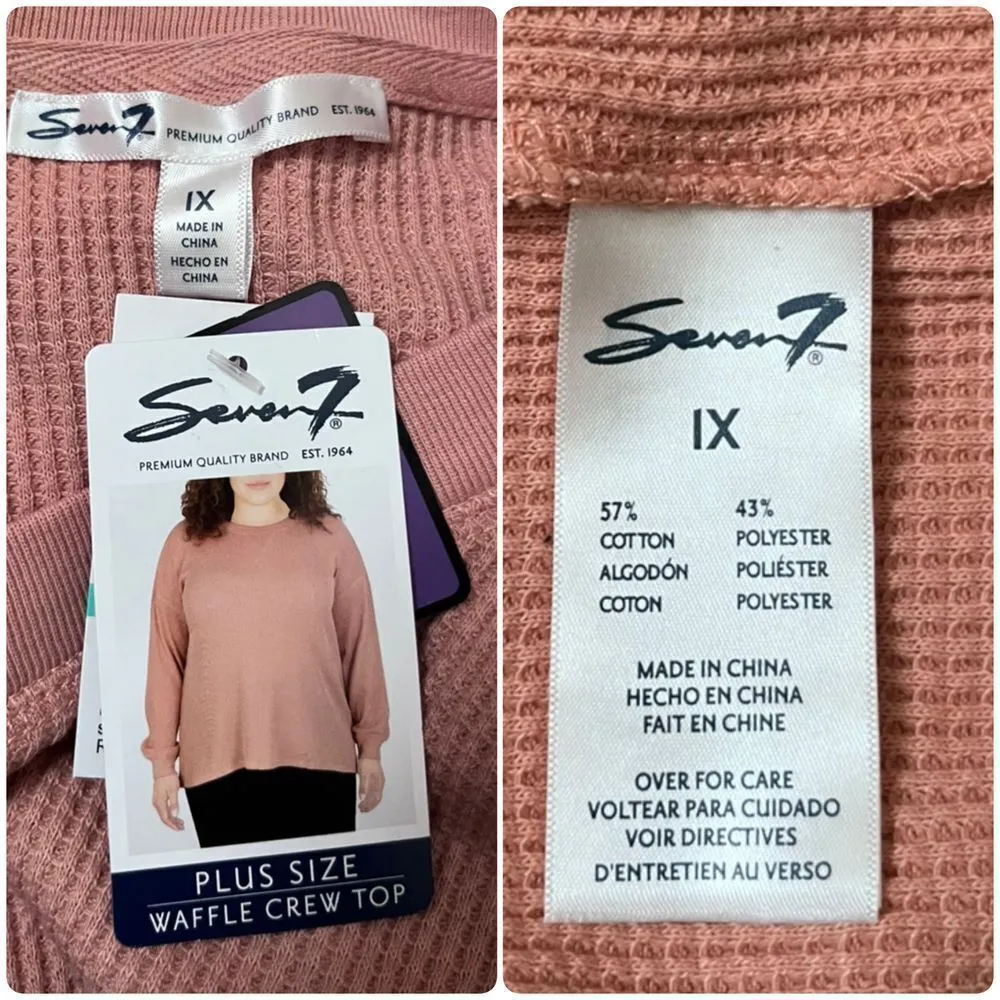 Seven7 PREMIUM QUALITY BRAND EST. 1964
1X
MADE IN
CHINA
HECHO EN
CHINA
Seven7®
PREMIUM QUALITY BRAND EST. 1964
PLUS SIZE
WAFFLE CREW TOP
Seven7®
1X
57% 43%
COTTON POLYESTER
ALGODÓN POLIÉSTER
COTON POLYESTER
MADE IN CHINA
HECHO EN CHINA
FAIT EN CHINE
OVER FOR CARE
VOLTEAR PARA CUIDADO
VOIR DIRECTIVES
D'ENTRETIEN AU VERSO